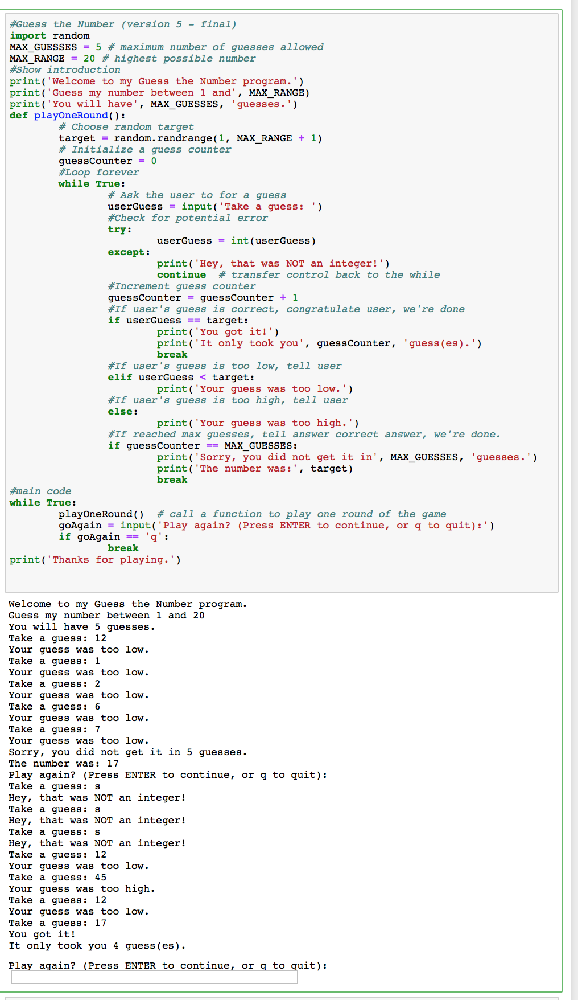 #Guess the Number (version 5 - final)
import random
MAX_GUESSES = 5 # maximum number of guesses allowed
MAX_RANGE = 20 # highest possible number
#Show introduction
print('Welcome to my Guess the Number program.')
print('Guess my number between 1 and', MAX_RANGE)
print('You will have', MAX_GUESSES, 'guesses.')
def playOneRound():
        # Choose random target
        target = random.randrange(1, MAX_RANGE + 1)
        # Initialize a guess counter
        guessCounter = 0
        #Loop forever
        while True:
                # Ask the user to for a guess
                userGuess = input('Take a guess: ')
                #Check for potential error
                try:
                        userGuess = int(userGuess)
                except:
                        print('Hey, that was NOT an integer!')
                        continue  # transfer control back to the while
                #Increment guess counter
                guessCounter = guessCounter + 1
                #If user's guess is correct, congratulate user, we're done
                if userGuess == target:
                        print('You got it!')
                        print('It only took you', guessCounter, 'guess(es).')
                        break
                #If user's guess is too low, tell user
                elif userGuess < target:
                        print('Your guess was too low.')
                #If user's guess is too high, tell user
                else:
                        print('Your guess was too high.')
                #If reached max guesses, tell answer correct answer, we're done.
                if guessCounter == MAX_GUESSES:
                        print('Sorry, you did not get it in', MAX_GUESSES, 'guesses.')
                        print('The number was:', target)
                        break
#main code
while True:
        playOneRound()  # call a function to play one round of the game
        goAgain = input('Play again? (Press ENTER to continue, or q to quit):')
        if goAgain == 'q':
                break
print('Thanks for playing.')
Welcome to my Guess the Number program.
Guess my number between 1 and 20
You will have 5 guesses.
Take a guess: 12
Your guess was too low.
Take a guess: 1
Your guess was too low.
Take a guess: 2
Your guess was too low.
Take a guess: 6
Your guess was too low.
Take a guess: 7
Your guess was too low.
Sorry, you did not get it in 5 guesses.
The number was: 17
Play again? (Press ENTER to continue, or q to quit):
Take a guess: s
Hey, that was NOT an integer!
Take a guess: s
Hey, that was NOT an integer!
Take a guess: s
Hey, that was NOT an integer!
Take a guess: 12
Your guess was too low.
Take a guess: 45
Your guess was too high.
Take a guess: 12
Your guess was too low.
Take a guess: 17
You got it!
It only took you 4 guess(es).
Play again? (Press ENTER to continue, or q to quit):